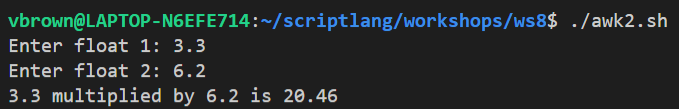 vbrown@LAPTOP-N6EFE714:~/scriptlang/workshops/ws8$ ./awk2.sh
Enter float 1: 3.3
Enter float 2: 6.2
3.3 multiplied by 6.2 is 20.46